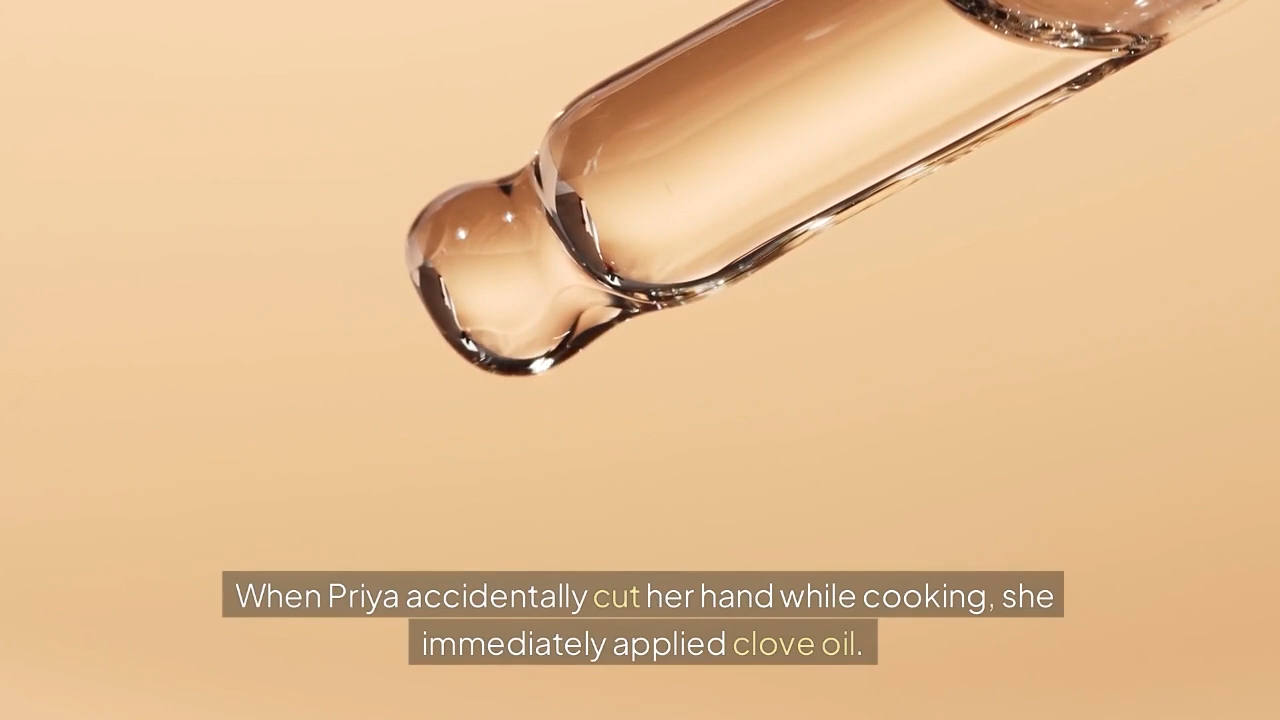 When Priya accidentally cut her hand while cooking, she
immediately applied clove oil.